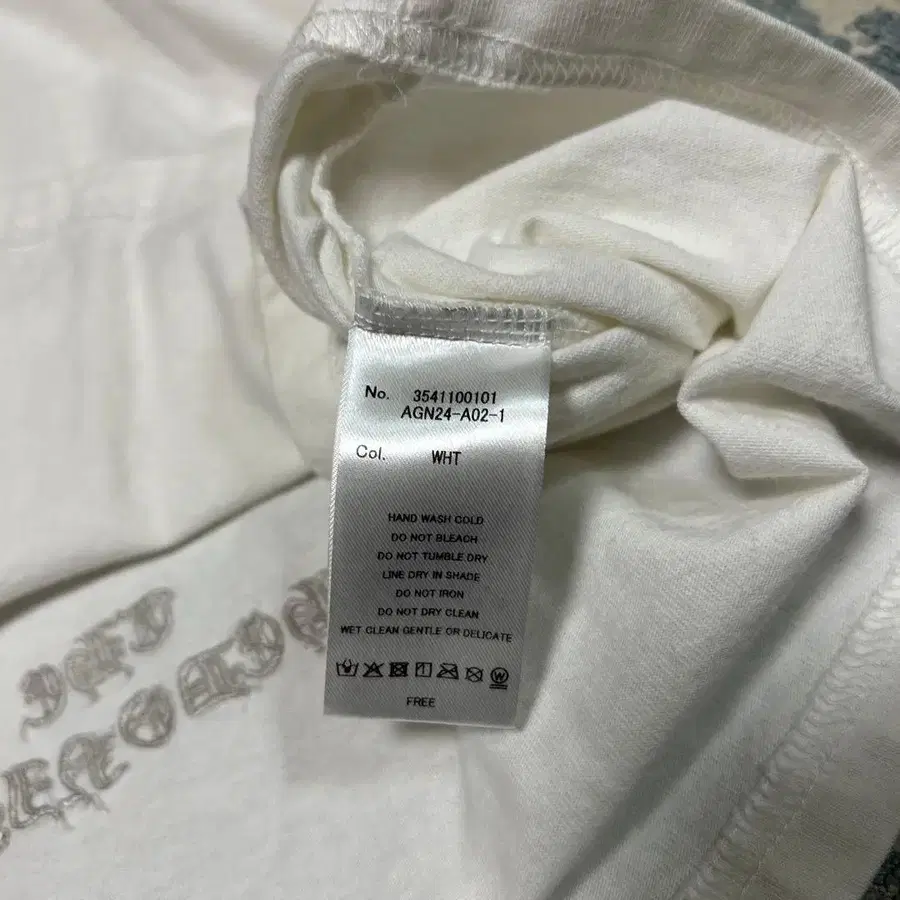 No. 3541100101
AGN24-A02-1
Col. WHT
HAND WASH COLD
DO NOT BLEACH
DO NOT TUMBLE DRY
LINE DRY IN SHADE
DO NOT IRON
DO NOT DRY CLEAN
WET CLEAN GENTLE OR DELICATE
W
FREE